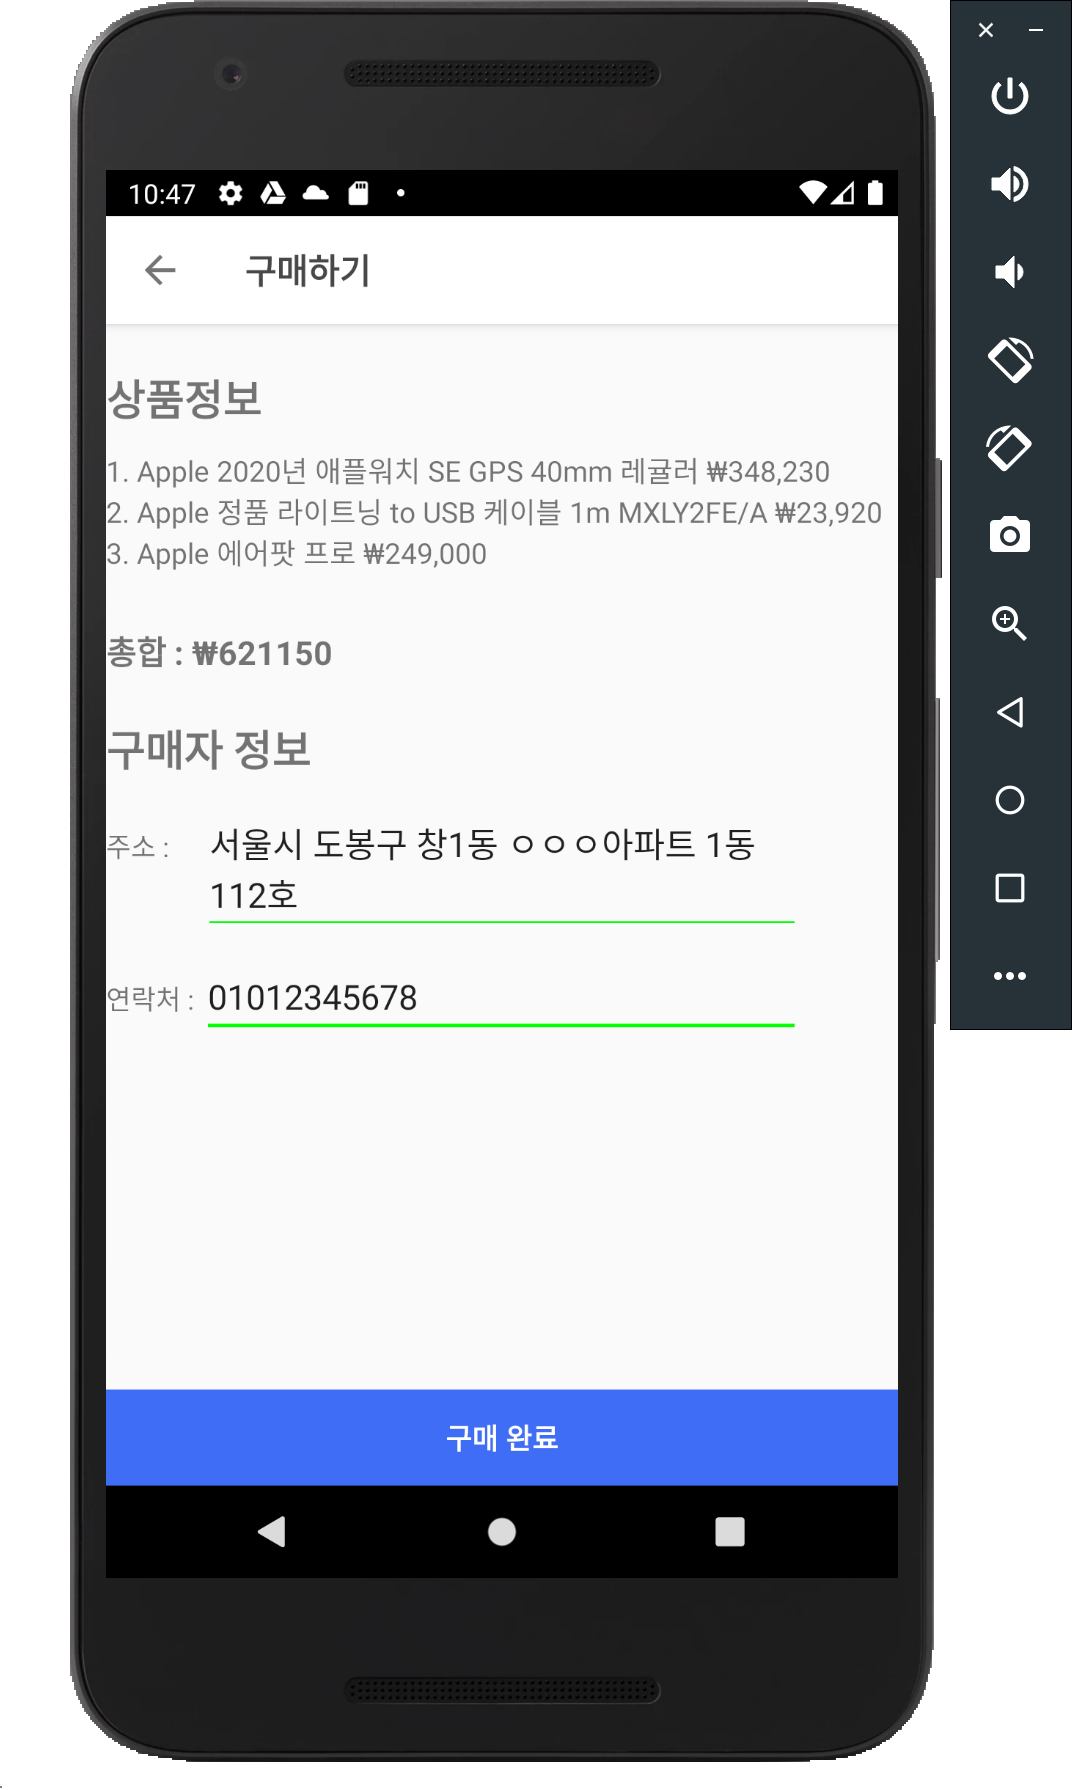 10:47
구매하기
상품정보
1. Apple 2020년 애플워치 SE GPS 40mm 레귤러 ₩348,230
2. Apple 정품 라이트닝 to USB 케이블 1m MXLY2FE/A ₩23,920
3. Apple 에어팟 프로 ₩249,000
총합 : ₩621150
구매자 정보
주소 : 서울시 도봉구 창1동 ㅇㅇㅇ아파트 1동
112호
연락처 : 01012345678
구매 완료